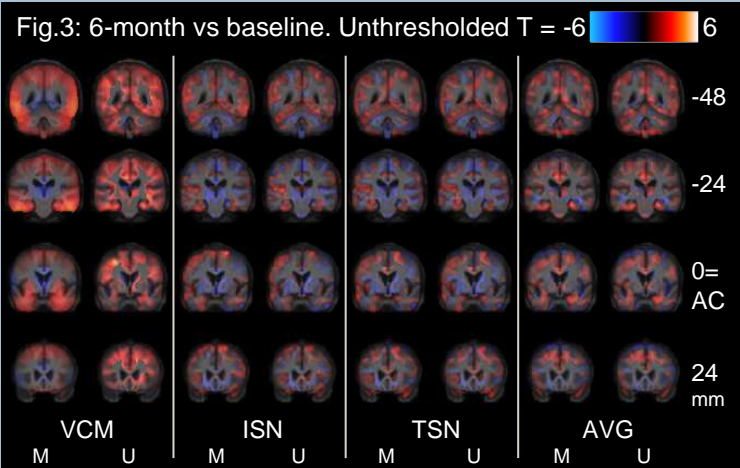 Fig.3: 6-month vs baseline. Unthresholded T = -6 6
-48
-24
0=
AC
24
mm
VCM ISN TSN AVG
M U M U M U M U